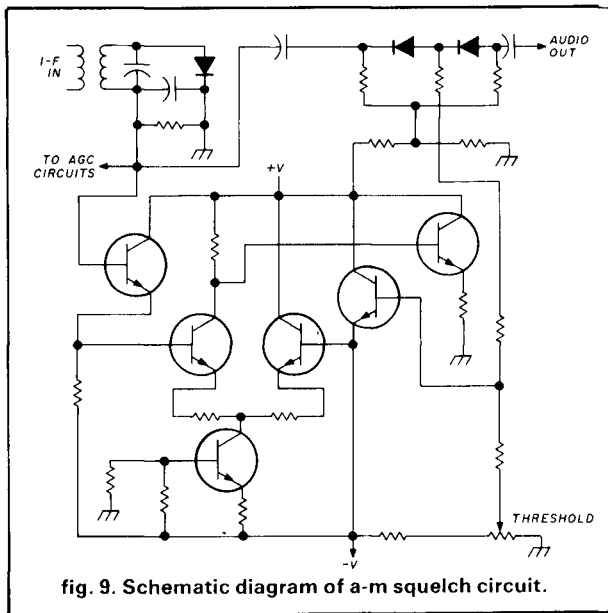 I-F
IN
AUDIO
OUT
TO AGC
CIRCUITS
+V
THRESHOLD
-V
fig. 9. Schematic diagram of a-m squelch circuit.